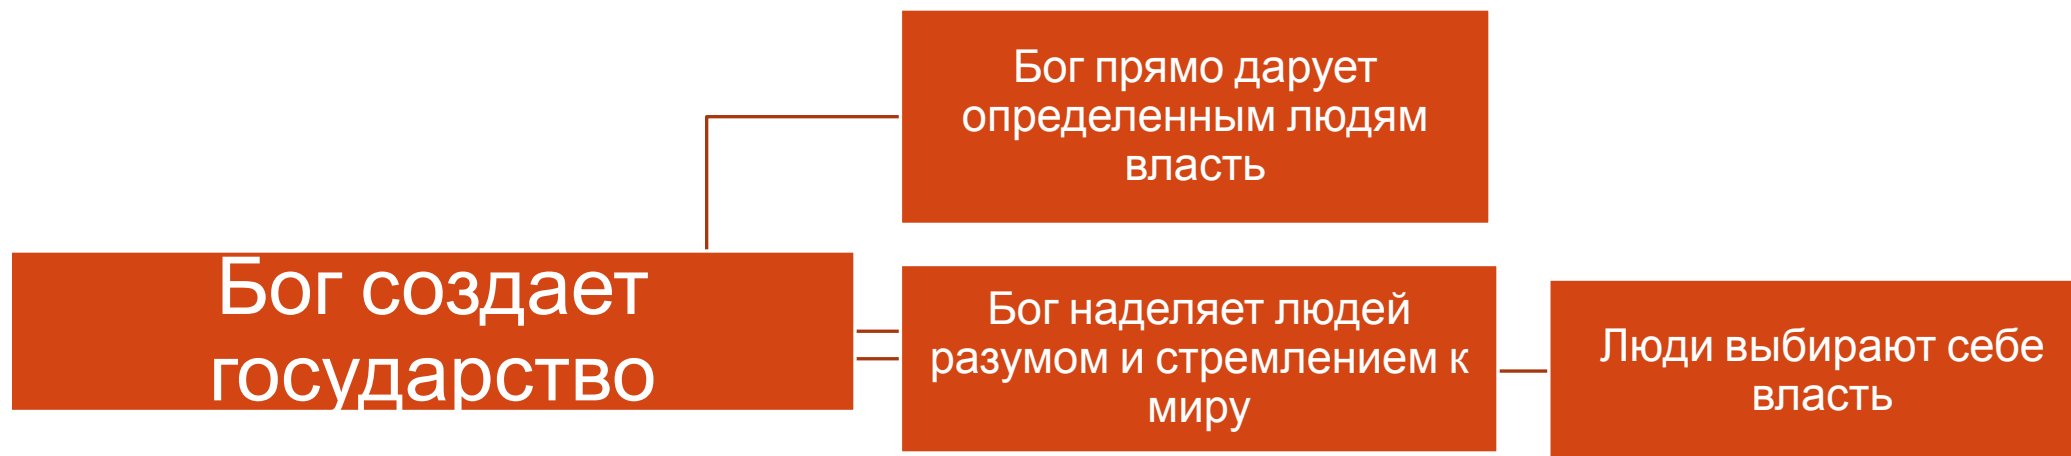 Бог прямо дарует
определенным людям
власть
Бог создает
государство
Бог наделяет людей
разумом и стремлением к
миру
Люди выбирают себе
власть